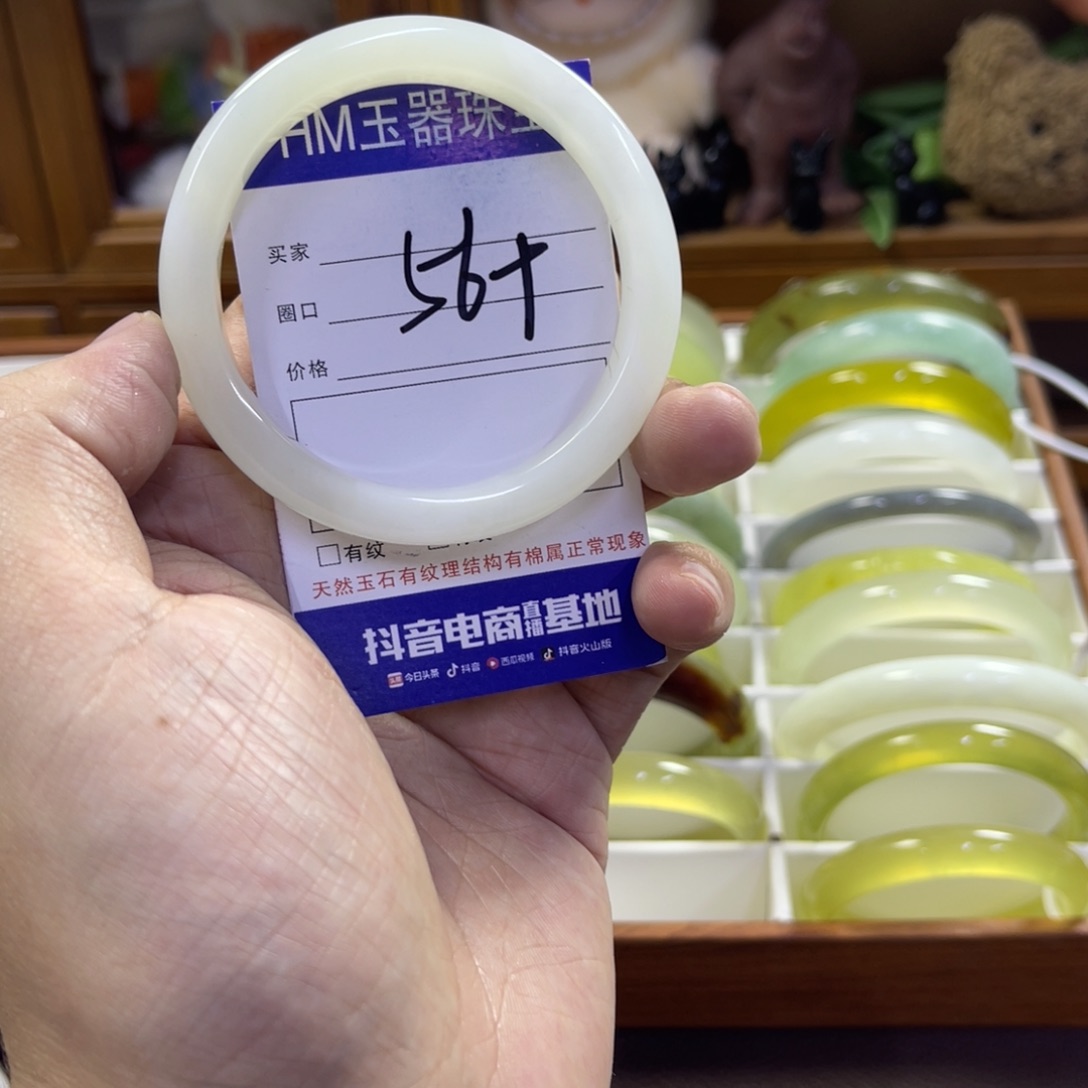 HM玉器珠宝
买家
56+
圈口
价格
有纹
天然玉石有纹理结构有棉属正常现象
抖音电商直播基地
今日头条 抖音 西瓜视频 抖音火山版